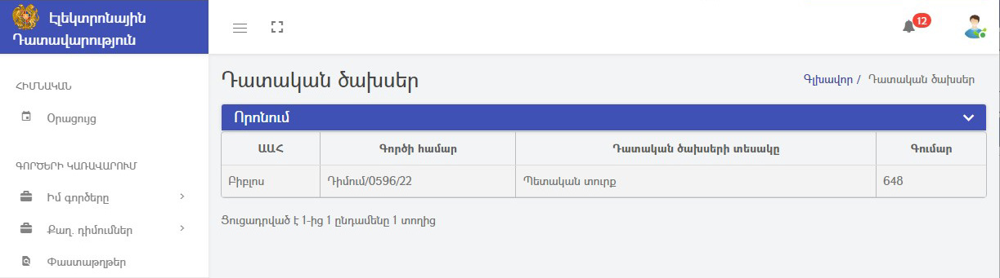 Էլեկտրոնային
Դատավարություն
12
ՀԻՄՆԱԿԱՆ
Օրացույց
ԳՈՐԾԵՐԻ ԿԱՌԱՎԱՐՈՒՄ
Իմ գործերը
Քաղ. դիմումներ
Փաստաթղթեր
Դատական ծախսեր
Գլխավոր / Դատական ծախսեր
Որոնում
ԱԱՀ Գործի համար Դատական ծախսերի տեսակը Գումար
Բիբլոս Դիմում/0596/22 Պետական տուրք 648
Ցուցադրված է 1-ից 1 ընդամենը 1 տողից